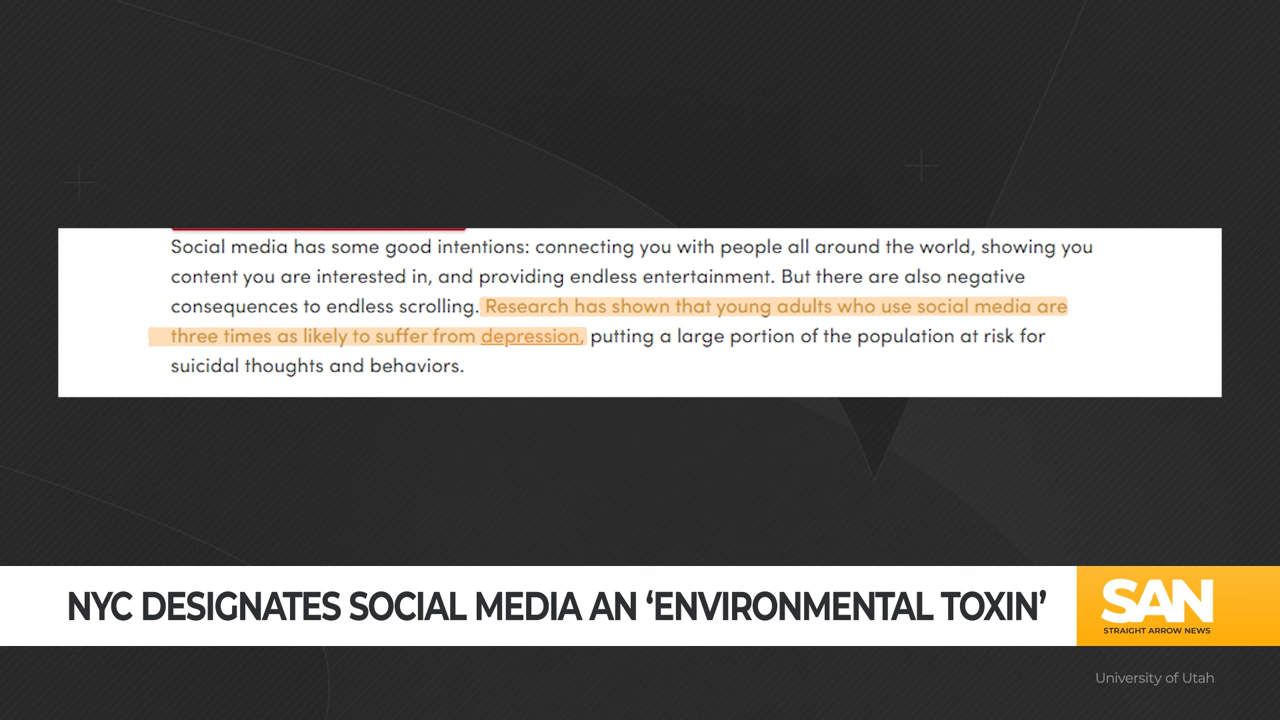 Social media has some good intentions: connecting you with people all around the world, showing you
content you are interested in, and providing endless entertainment. But there are also negative
consequences to endless scrolling. Research has shown that young adults who use social media are
three times as likely to suffer from depression, putting a large portion of the population at risk for
suicidal thoughts and behaviors.
NYC DESIGNATES SOCIAL MEDIA AN ‘ENVIRONMENTAL TOXIN’
SAN
STRAIGHT ARROW NEWS
University of Utah